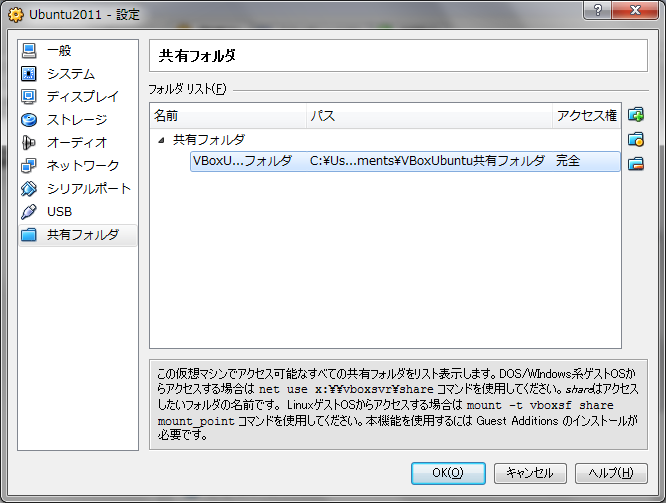 Ubuntu2011 - 設定
一般
システム
ディスプレイ
ストレージ
オーディオ
ネットワーク
シリアルポート
USB
共有フォルダ
共有フォルダ
フォルダリスト(F)
名前 パス アクセス権
共有フォルダ
VBoxU...フォルダ C:¥Us...ments¥VBoxUbuntu共有フォルダ 完全
この仮想マシンでアクセス可能なすべての共有フォルダをリスト表示します。DOS/Windows系ゲストOSか
らアクセスする場合は net use x:¥¥vboxsvr¥share コマンドを使用してください。shareはアクセス
したいフォルダの名前です。LinuxゲストOSからアクセスする場合は mount -t vboxsf share
mount_point コマンドを使用してください。本機能を使用するには Guest Additions のインストールが
必要です。
OK(O) キャンセル ヘルプ(H)